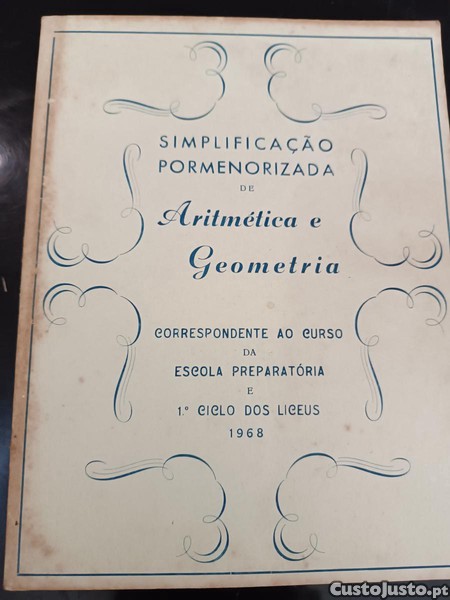 SIMPLIFICAÇÃO
PORMENORIZADA
DE
Aritmética e
Geometria
CORRESPONDENTE AO CURSO
DA
ESCOLA PREPARATÓRIA
E
1.º CICLO DOS LICEUS
1968
CustoJusto.pt